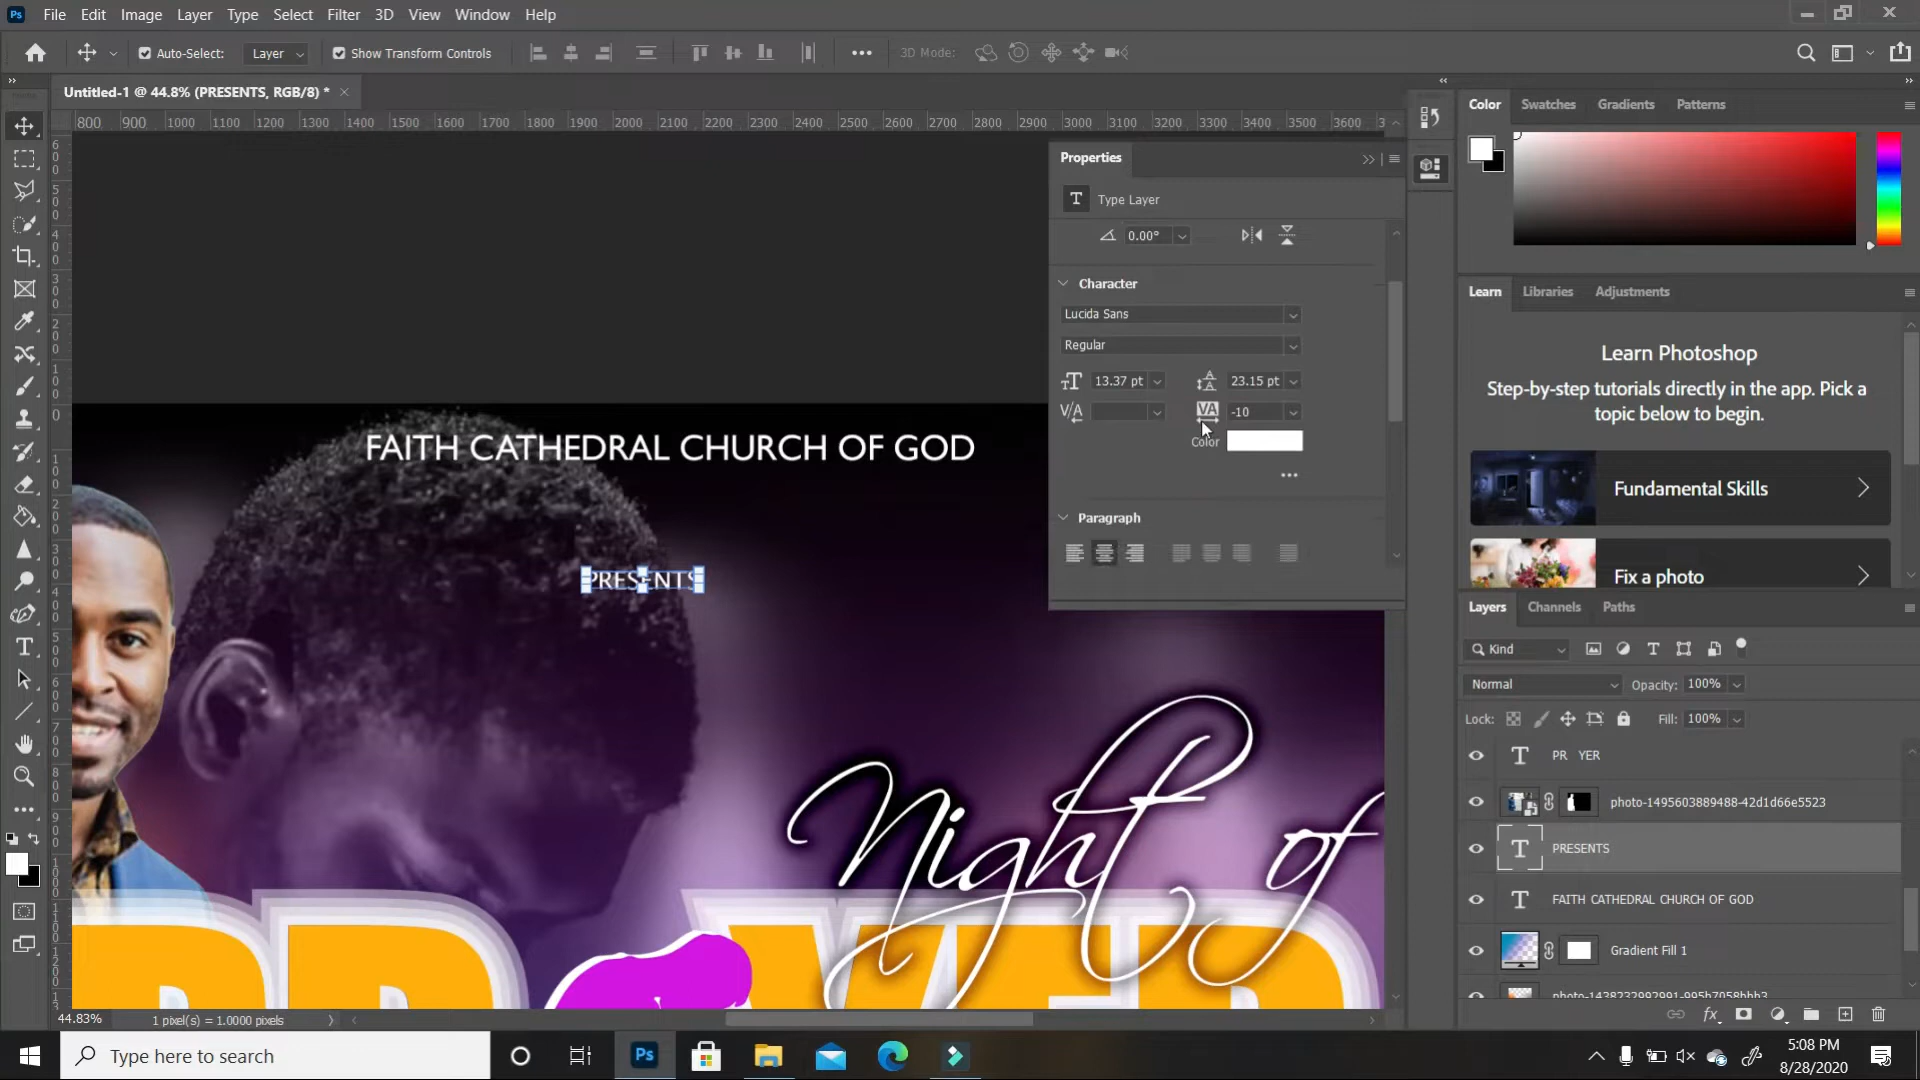 File Edit Image Layer Type Select Filter 3D View Window Help
Auto-Select: Layer Show Transform Controls 3D Mode:
Untitled-1 @ 44.8% (PRESENTS, RGB/8) *
800 900 1000 1100 1200 1300 1400 1500 1600 1700 1800 1900 2000 2100 2200 2300 2400 2500 2600 2700 2800 2900 3000 3100 3200 3300 3400 3500 3600
Properties
Type Layer
0.00°
Character
Lucida Sans
Regular
13.37 pt 23.15 pt
-10
Color
Paragraph
FAITH CATHEDRAL CHURCH OF GOD
PRESENTS
Night of
Color Swatches Gradients Patterns
Learn Libraries Adjustments
Learn Photoshop
Step-by-step tutorials directly in the app. Pick a
topic below to begin.
Fundamental Skills
Fix a photo
Layers Channels Paths
Kind
Normal Opacity: 100%
Lock: Fill: 100%
PR YER
photo-1495603889488-42d1d66e5523
PRESENTS
FAITH CATHEDRAL CHURCH OF GOD
Gradient Fill 1
44.83% 1 pixel(s) = 1.0000 pixels
Type here to search
5:08 PM
8/28/2020